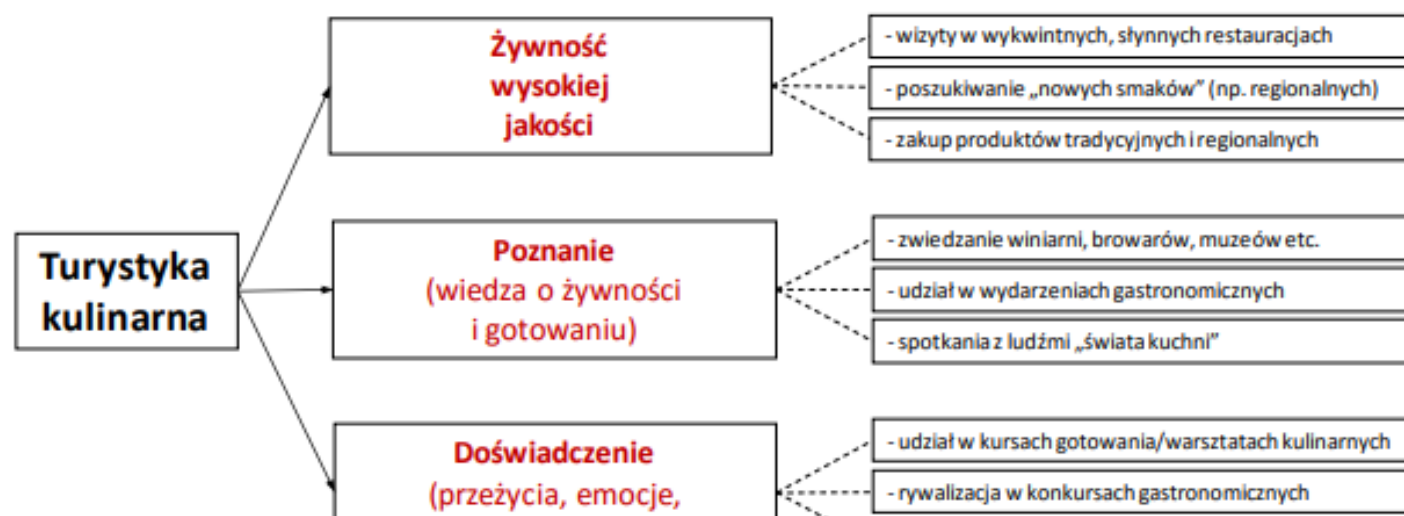 Turystyka
kulinarna
Żywność
wysokiej
jakości
- wizyty w wykwintnych, słynnych restauracjach
- poszukiwanie „nowych smaków” (np. regionalnych)
- zakup produktów tradycyjnych i regionalnych
Poznanie
(wiedza o żywności
i gotowaniu)
- zwiedzanie winiarni, browarów, muzeów etc.
- udział w wydarzeniach gastronomicznych
- spotkania z ludźmi „świata kuchni”
Doświadczenie
(przeżycia, emocje,
- udział w kursach gotowania/warsztatach kulinarnych
- rywalizacja w konkursach gastronomicznych